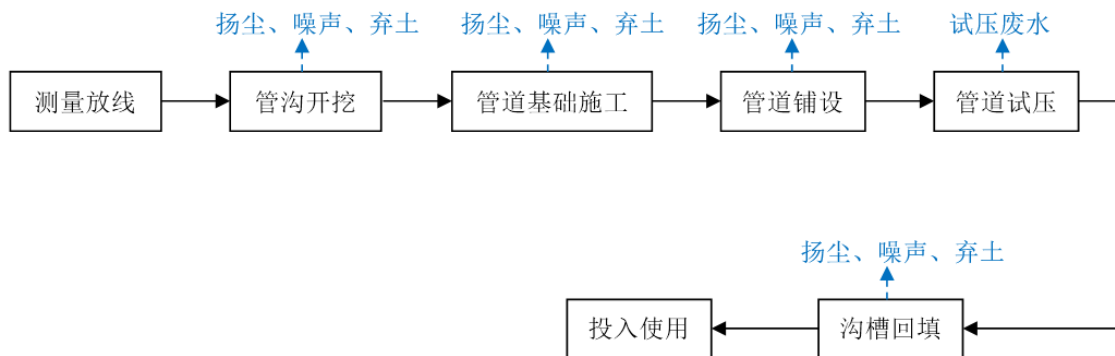 扬尘、噪声、弃土
扬尘、噪声、弃土
扬尘、噪声、弃土
试压废水
测量放线
管沟开挖
管道基础施工
管道铺设
管道试压
扬尘、噪声、弃土
投入使用
沟槽回填